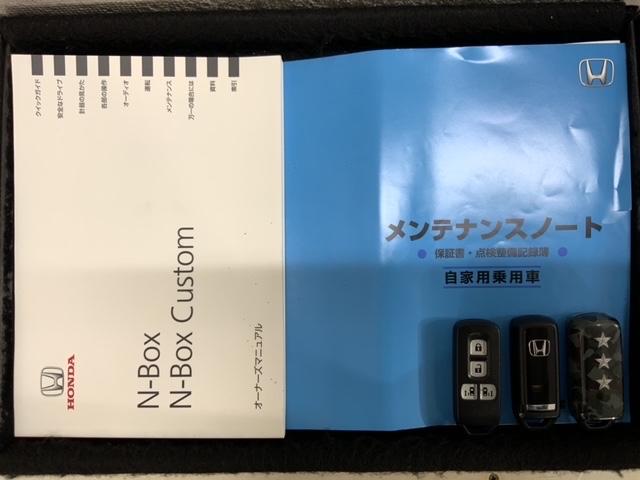 クイックガイド
安全なドライブ
計器の見かた
各部の操作
オーディオ
運転
メンテナンス
万一の場合には
資料
索引
N-Box
N-Box Custom
オーナーズマニュアル
HONDA
メンテナンスノート
保証書・点検整備記録簿
自家用乗用車